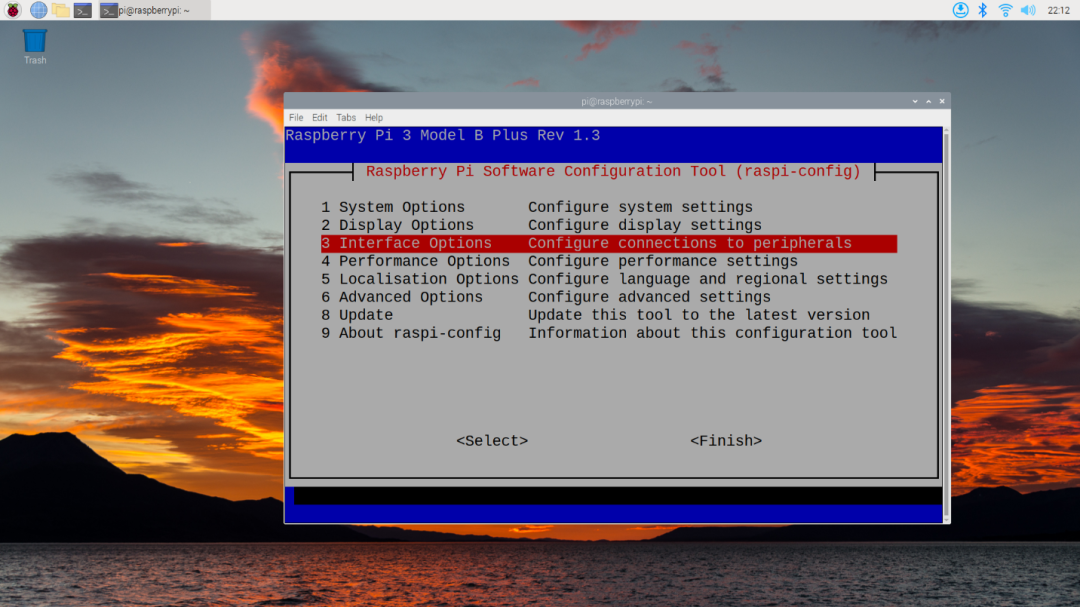 pi@raspberrypi: ~ 22:12
Trash
pi@raspberrypi: ~
File Edit Tabs Help
Raspberry Pi 3 Model B Plus Rev 1.3
Raspberry Pi Software Configuration Tool (raspi-config)
1 System Options Configure system settings
2 Display Options Configure display settings
3 Interface Options Configure connections to peripherals
4 Performance Options Configure performance settings
5 Localisation Options Configure language and regional settings
6 Advanced Options Configure advanced settings
8 Update Update this tool to the latest version
9 About raspi-config Information about this configuration tool
<Select> <Finish>